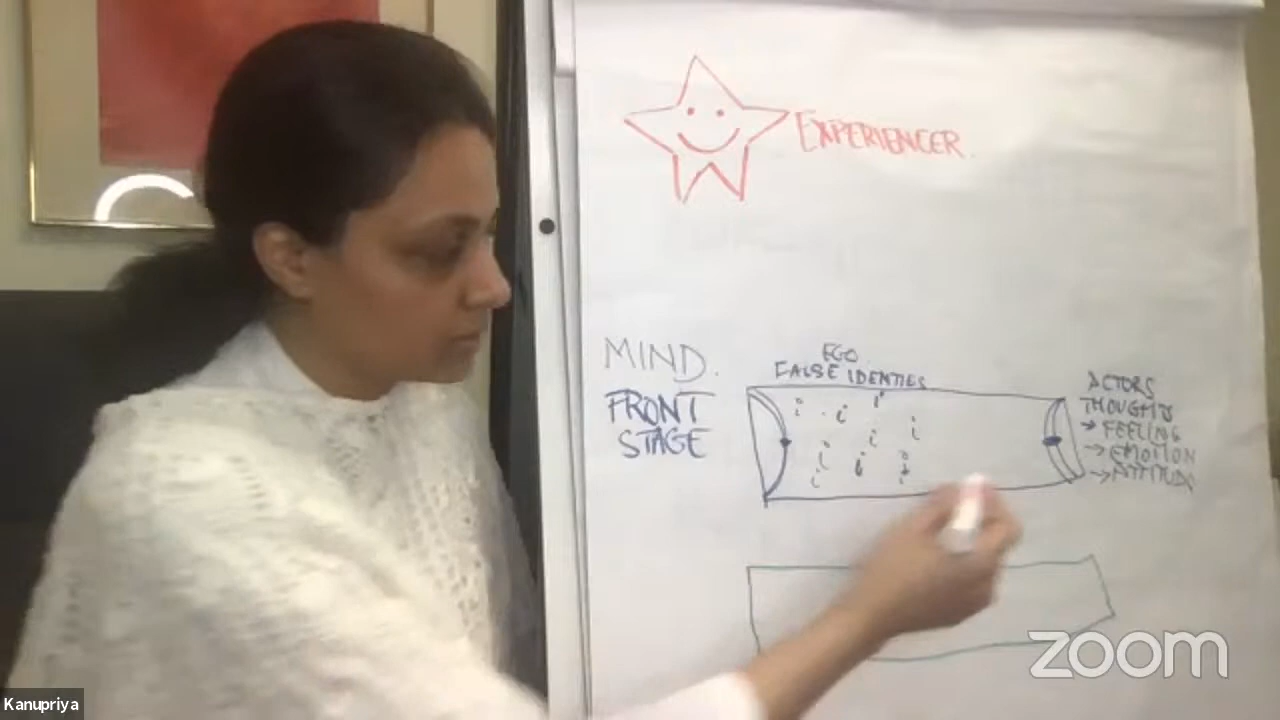 EXPERIENCER
MIND.
FRONT
STAGE
EGO
FALSE IDENTIES
ACTORS
THOUGHTS
→ FEELING
→ EMOTION
→ ATTITUDE
zoom
Kanupriya